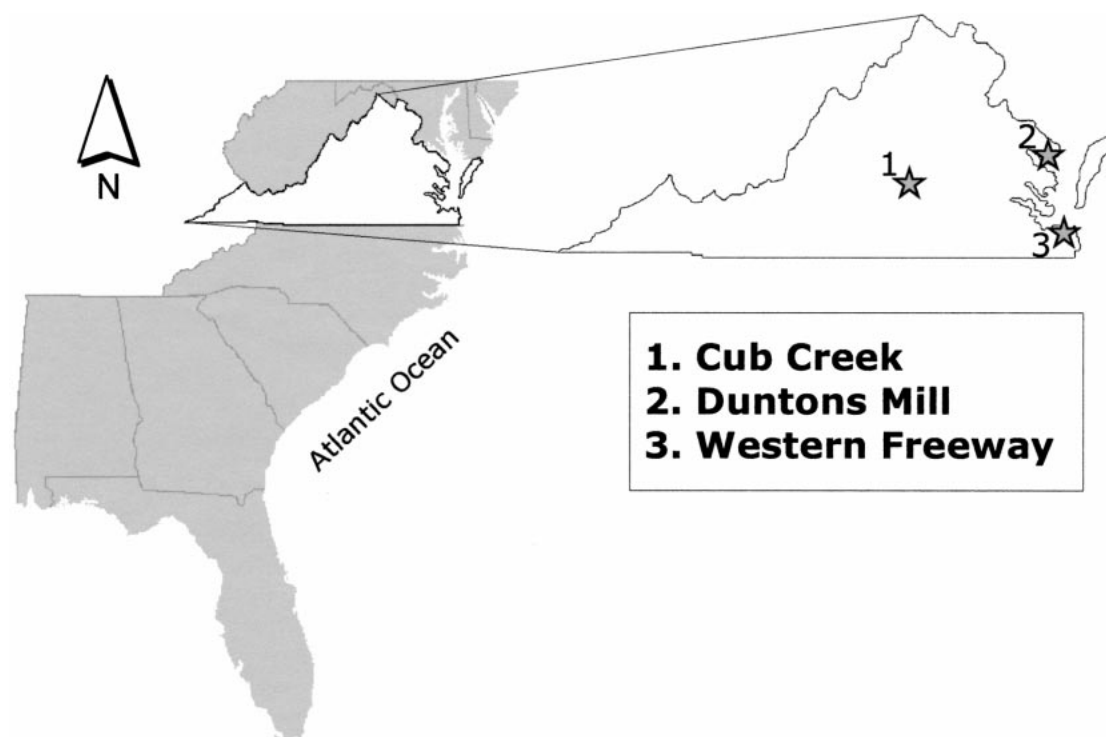 N
1
2
3
Atlantic Ocean
1. Cub Creek
2. Duntons Mill
3. Western Freeway